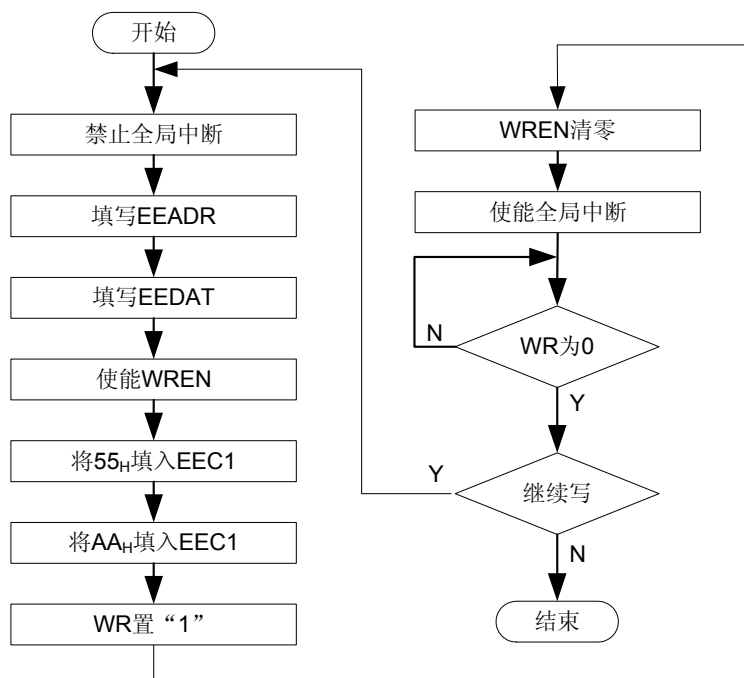 开始
禁止全局中断
填写EEADR
填写EEDAT
使能WREN
将55H填入EEC1
将AAH填入EEC1
WR置“1”
WREN清零
使能全局中断
WR为0
N
Y
继续写
Y
N
结束